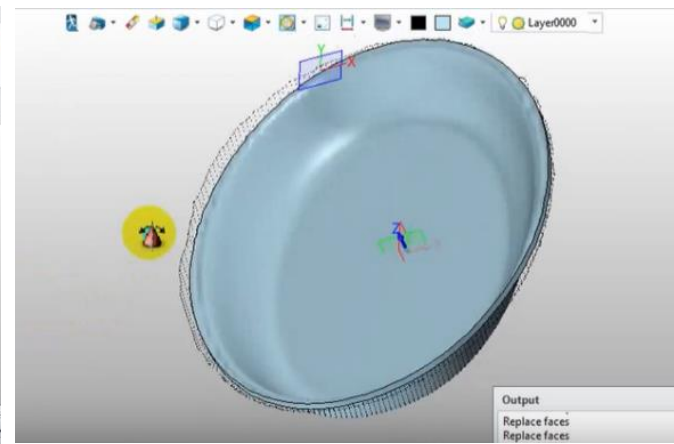 Layer0000
Y
X
Z
Output
Replace faces
Replace faces